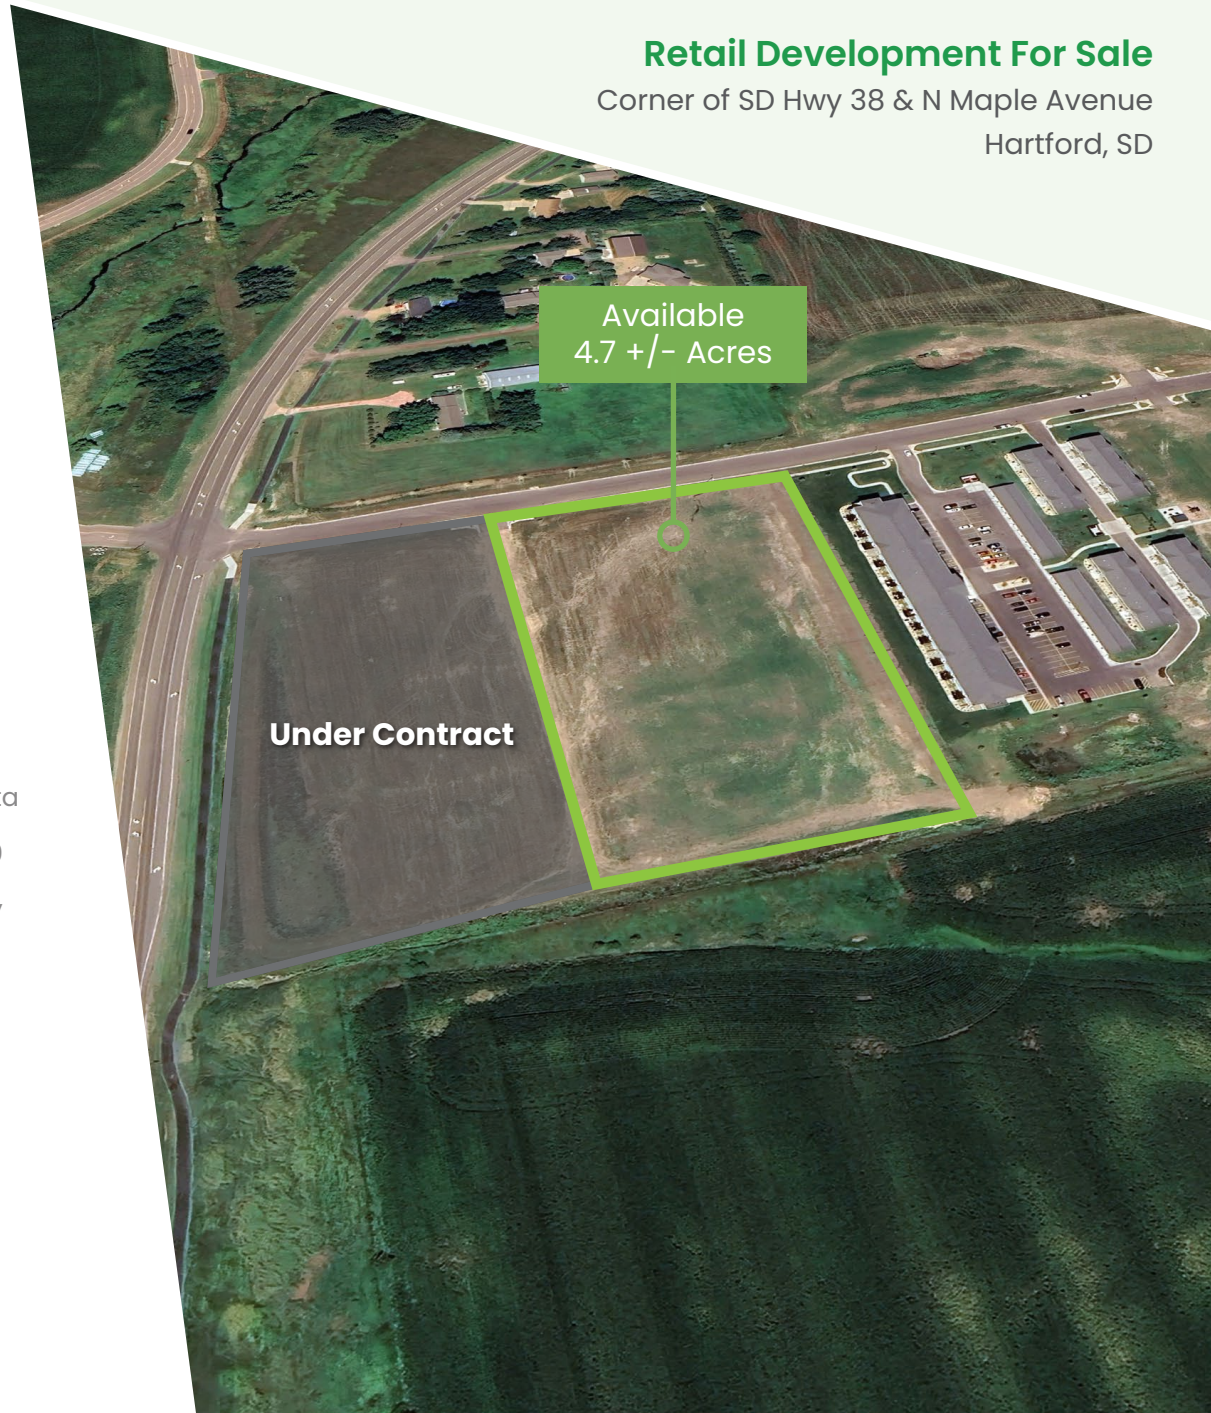 Retail Development For Sale
Corner of SD Hwy 38 & N Maple Avenue
Hartford, SD
Available
4.7 +/- Acres
Under Contract